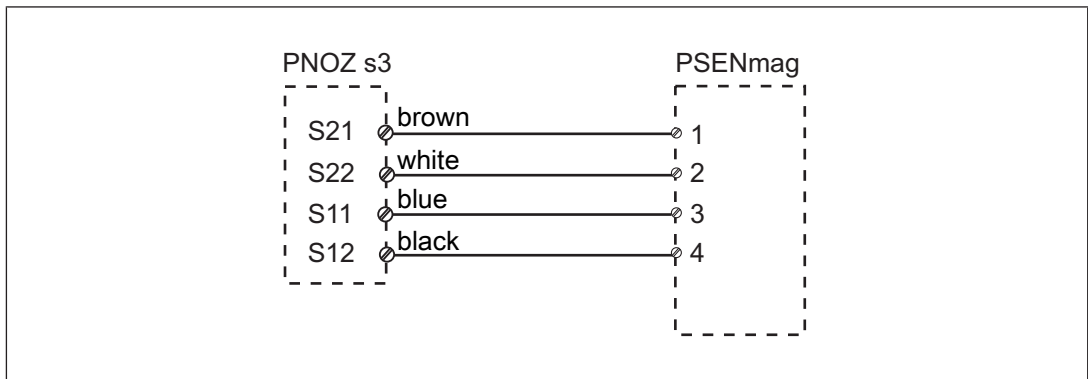 PNOZ s3 PSENmag
S21 brown 1
S22 white 2
S11 blue 3
S12 black 4